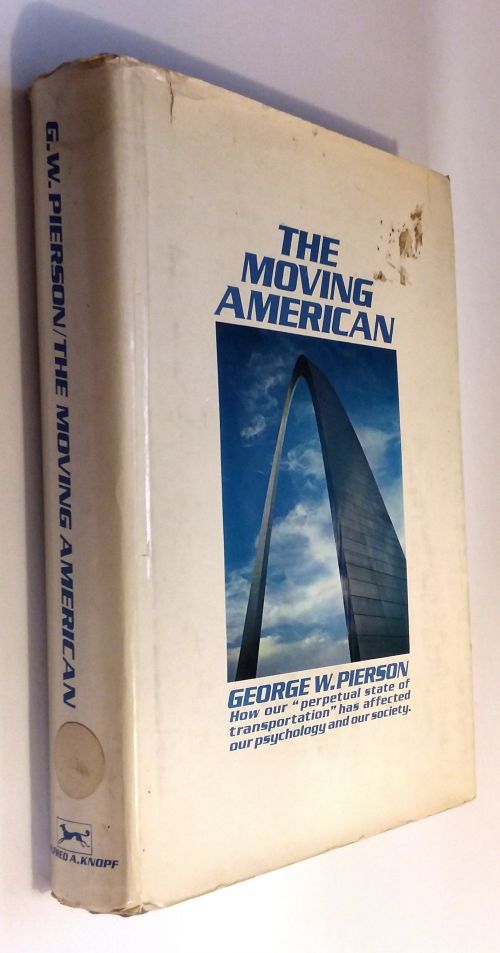 G.W. PIERSON/THE MOVING AMERICAN
ALFRED A. KNOPF
THE
MOVING
AMERICAN
GEORGE W. PIERSON
How our "perpetual state of
transportation" has affected
our psychology and our society.